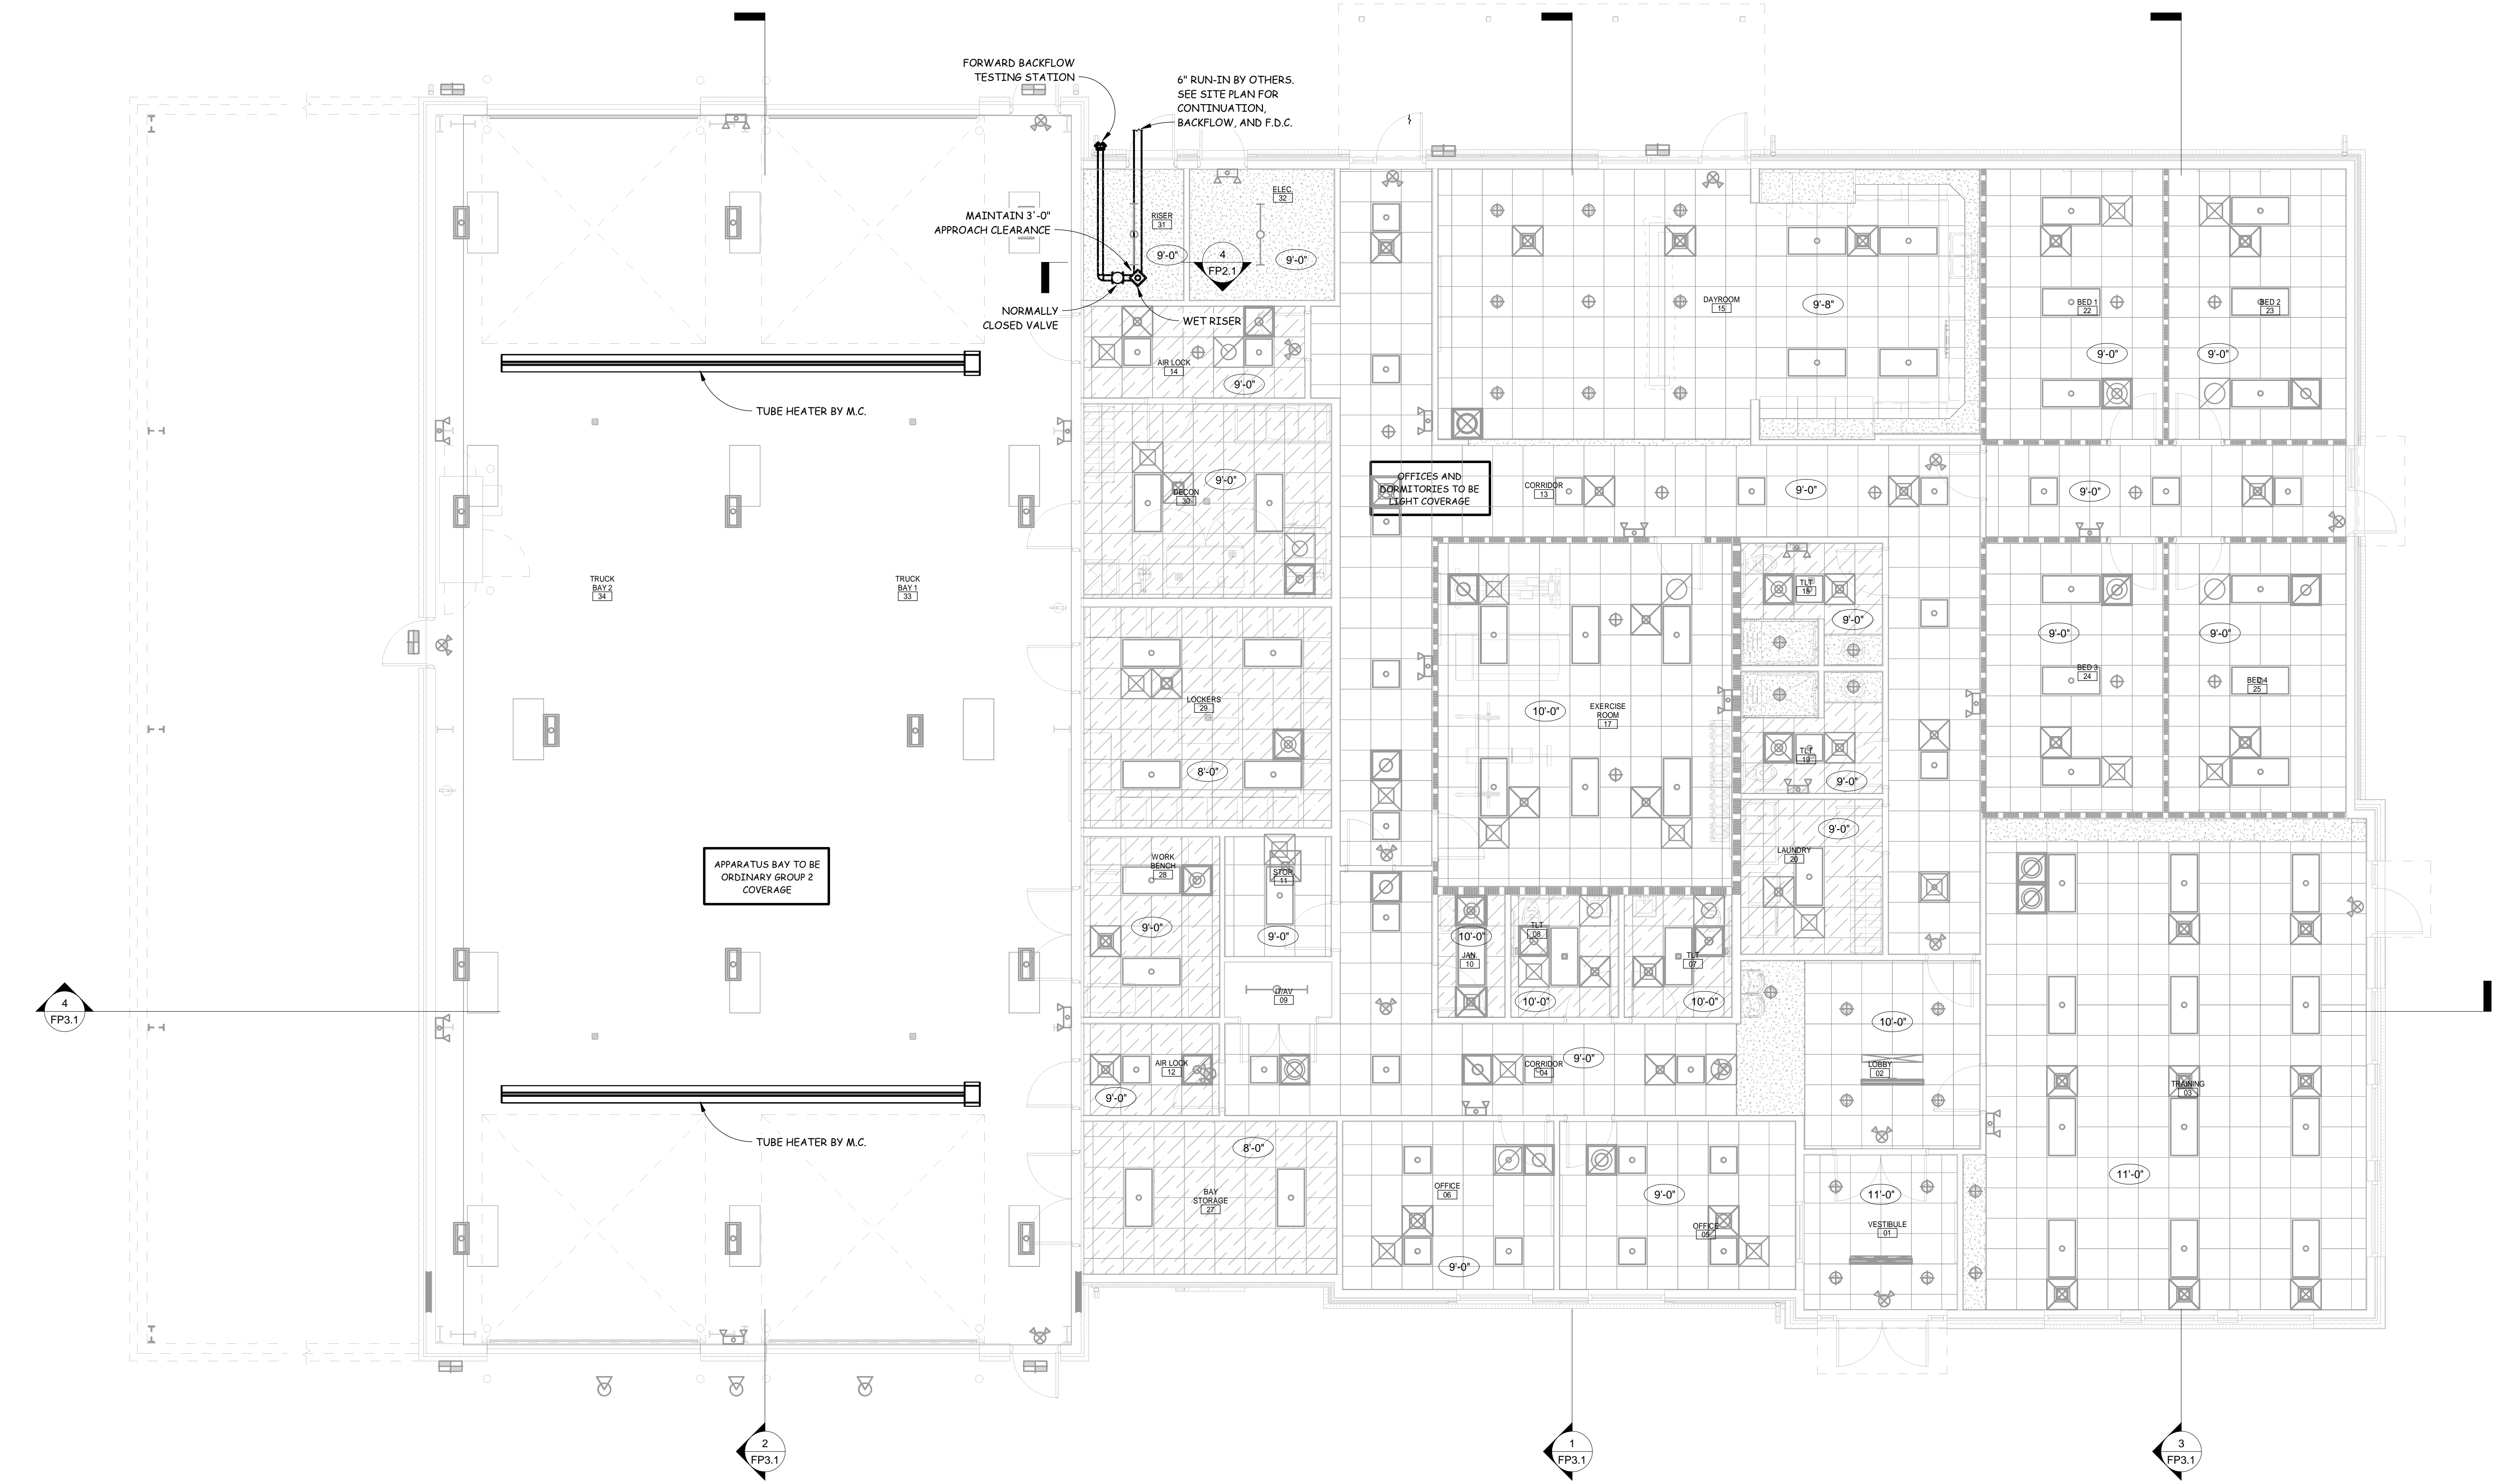 FORWARD BACKFLOW
TESTING STATION
6" RUN-IN BY OTHERS.
SEE SITE PLAN FOR
CONTINUATION,
BACKFLOW, AND F.D.C.
MAINTAIN 3'-0"
APPROACH CLEARANCE
RISER
31
9'-0"
ELEC
32
9'-0"
4
FP2.1
NORMALLY
CLOSED VALVE
WET RISER
AIR LOCK
14
9'-0"
TUBE HEATER BY M.C.
DAYROOM
15
9'-8"
BED 1
22
9'-0"
BED 2
23
9'-0"
DECON
30
9'-0"
OFFICES AND
DORMITORIES TO BE
LIGHT COVERAGE
CORRIDOR
13
9'-0"
9'-0"
TRUCK
BAY 2
34
TRUCK
BAY 1
33
TLT
18
9'-0"
9'-0"
BED 3
24
9'-0"
BED 4
25
LOCKERS
29
8'-0"
10'-0"
EXERCISE
ROOM
17
TLT
19
9'-0"
APPARATUS BAY TO BE
ORDINARY GROUP 2
COVERAGE
WORK
BENCH
28
9'-0"
STOR.
11
9'-0"
LAUNDRY
20
9'-0"
10'-0"
JAN.
10
TLT
08
10'-0"
TLT
07
10'-0"
IT/AV
09
4
FP3.1
10'-0"
LOBBY
02
AIR LOCK
12
9'-0"
CORRIDOR
04
9'-0"
TRAINING
03
11'-0"
TUBE HEATER BY M.C.
8'-0"
BAY
STORAGE
27
OFFICE
06
9'-0"
9'-0"
OFFICE
05
11'-0"
VESTIBULE
01
2
FP3.1
1
FP3.1
3
FP3.1